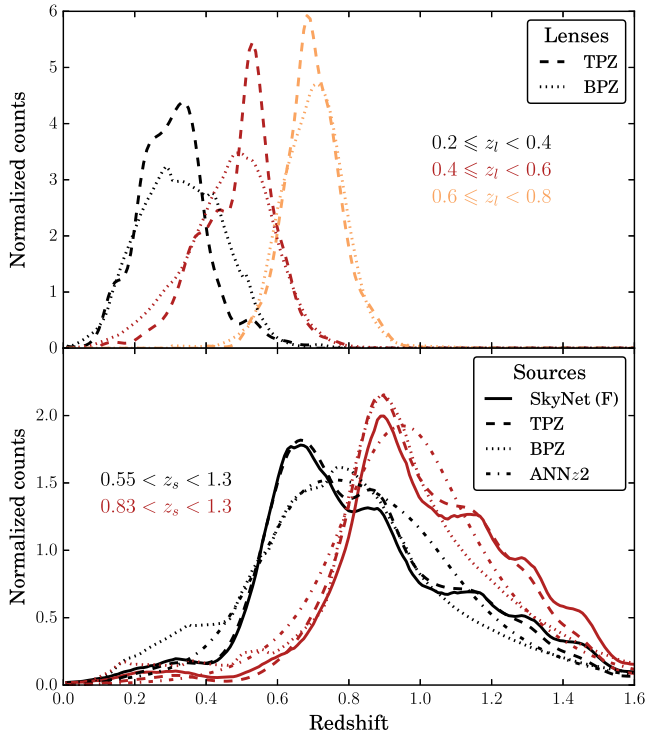 Normalized counts
6
5
4
3
2
1
0
Lenses
TPZ
BPZ
0.2 ⩽ z_l < 0.4
0.4 ⩽ z_l < 0.6
0.6 ⩽ z_l < 0.8
Normalized counts
2.0
1.5
1.0
0.5
0.0
Sources
SkyNet (F)
TPZ
BPZ
ANNz2
0.55 < z_s < 1.3
0.83 < z_s < 1.3
0.0 0.2 0.4 0.6 0.8 1.0 1.2 1.4 1.6
Redshift